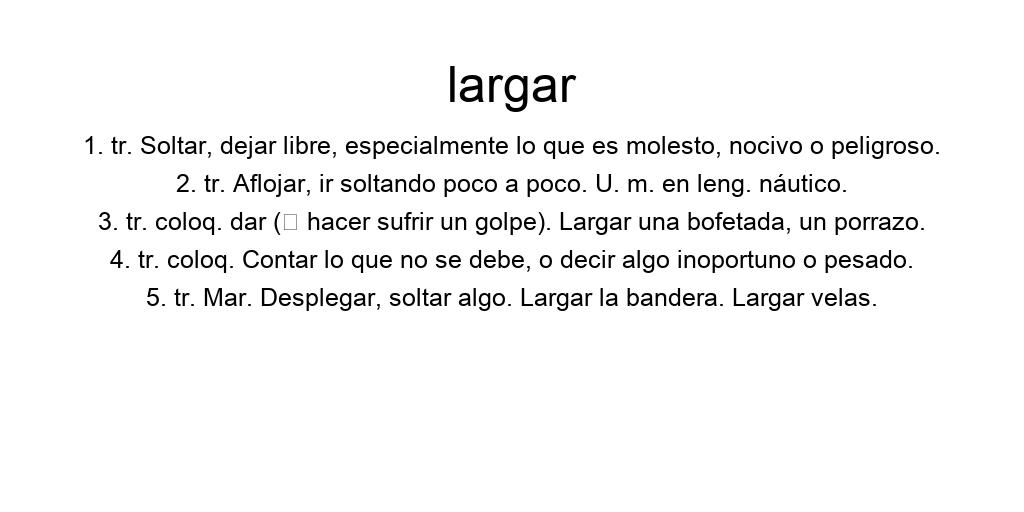 largar
1. tr. Soltar, dejar libre, especialmente lo que es molesto, nocivo o peligroso.
2. tr. Aflojar, ir soltando poco a poco. U. m. en leng. náutico.
3. tr. coloq. dar (□ hacer sufrir un golpe). Largar una bofetada, un porrazo.
4. tr. coloq. Contar lo que no se debe, o decir algo inoportuno o pesado.
5. tr. Mar. Desplegar, soltar algo. Largar la bandera. Largar velas.